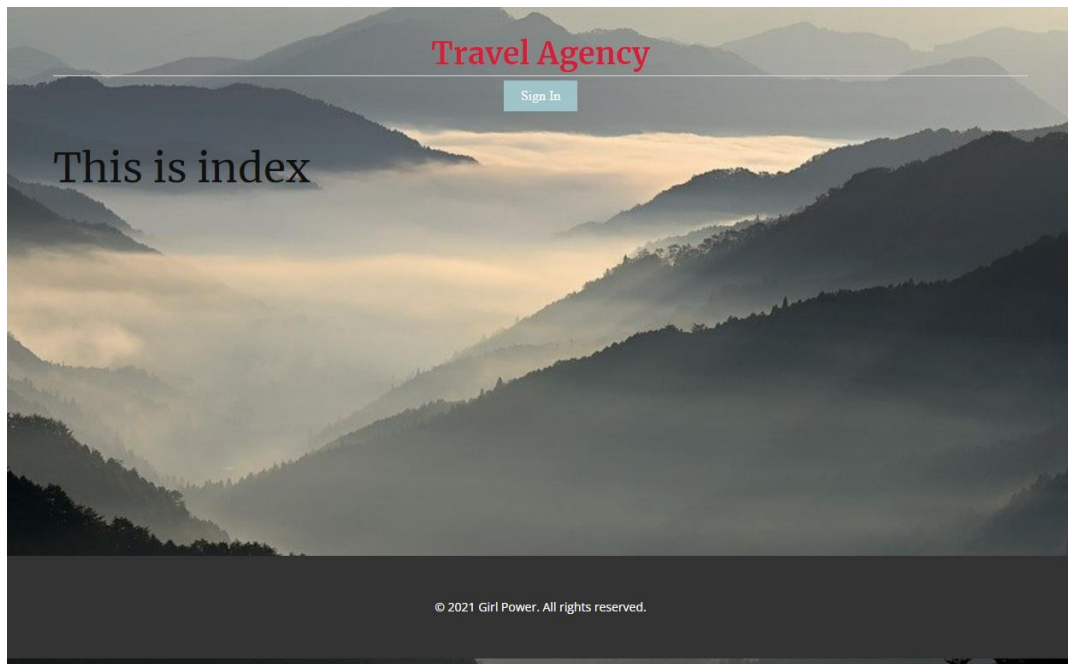 Travel Agency
Sign In
This is index
© 2021 Girl Power. All rights reserved.